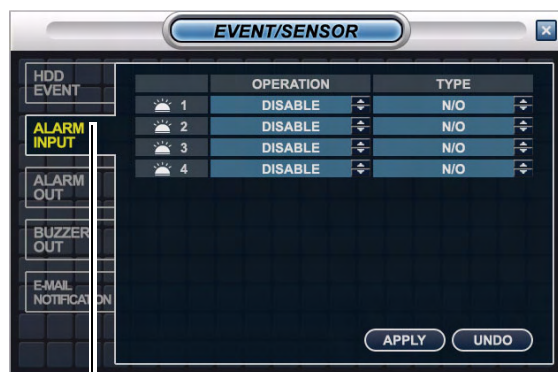 EVENT/SENSOR
HDD
EVENT
ALARM
INPUT
ALARM
OUT
BUZZER
OUT
E-MAIL
NOTIFICATION
OPERATION TYPE
1 DISABLE N/O
2 DISABLE N/O
3 DISABLE N/O
4 DISABLE N/O
APPLY UNDO